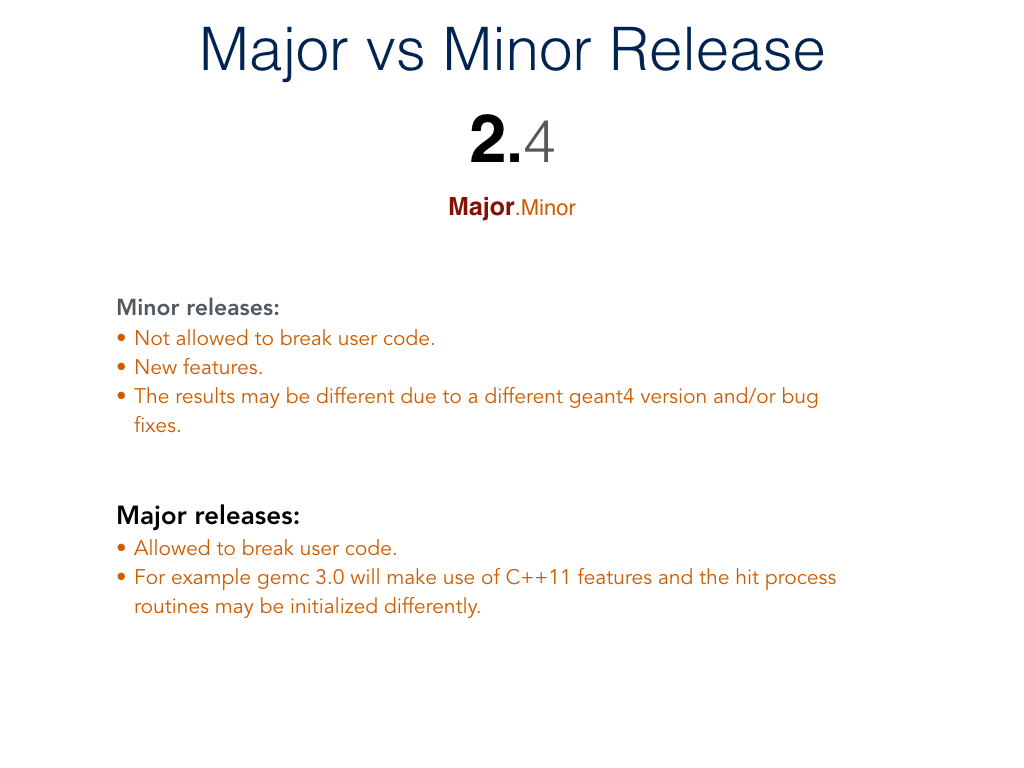 Major vs Minor Release
2.4
Major.Minor
Minor releases:
• Not allowed to break user code.
• New features.
• The results may be different due to a different geant4 version and/or bug
fixes.
Major releases:
• Allowed to break user code.
• For example gemc 3.0 will make use of C++11 features and the hit process
routines may be initialized differently.